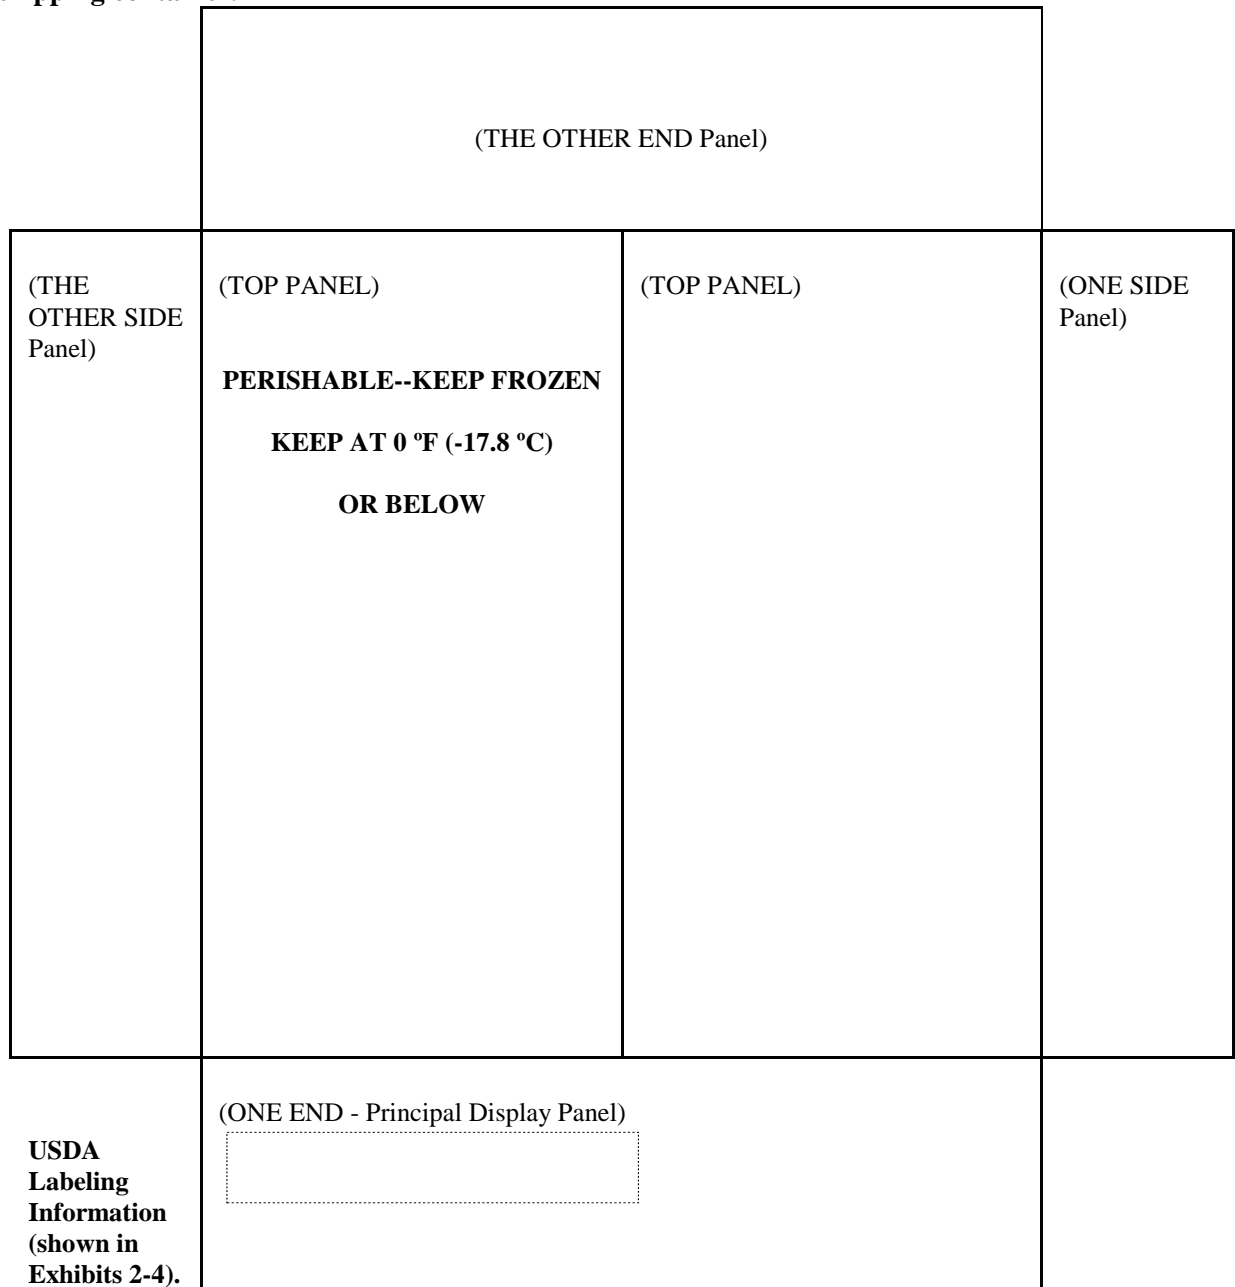 (THE OTHER END Panel)
(THE
OTHER SIDE
Panel)
(TOP PANEL)
PERISHABLE--KEEP FROZEN
KEEP AT 0 ºF (-17.8 ºC)
OR BELOW
(TOP PANEL)
(ONE SIDE
Panel)
(ONE END - Principal Display Panel)
USDA
Labeling
Information
(shown in
Exhibits 2-4).